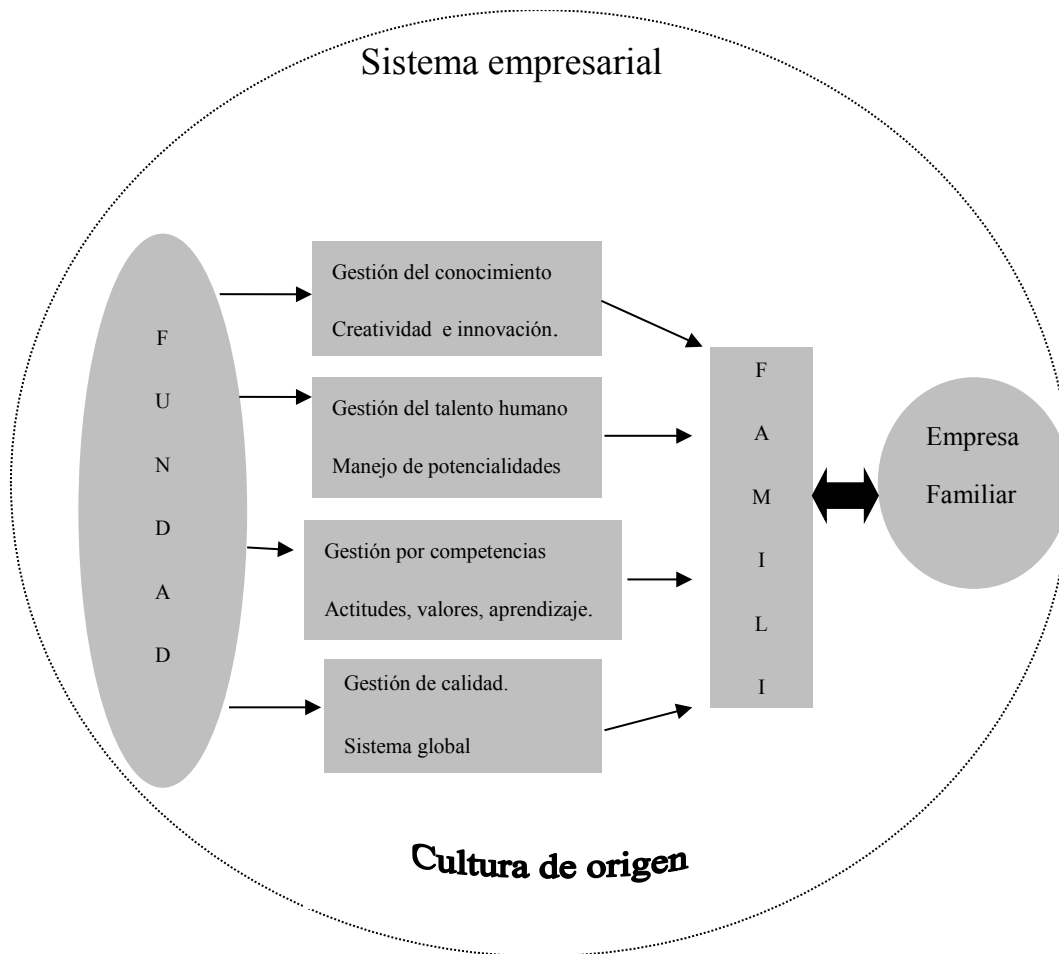 Sistema empresarial
F
U
N
D
A
D
Gestión del conocimiento
Creatividad e innovación.
Gestión del talento humano
Manejo de potencialidades
Gestión por competencias
Actitudes, valores, aprendizaje.
Gestión de calidad.
Sistema global
F
A
M
I
L
I
Empresa
Familiar
Cultura de origen